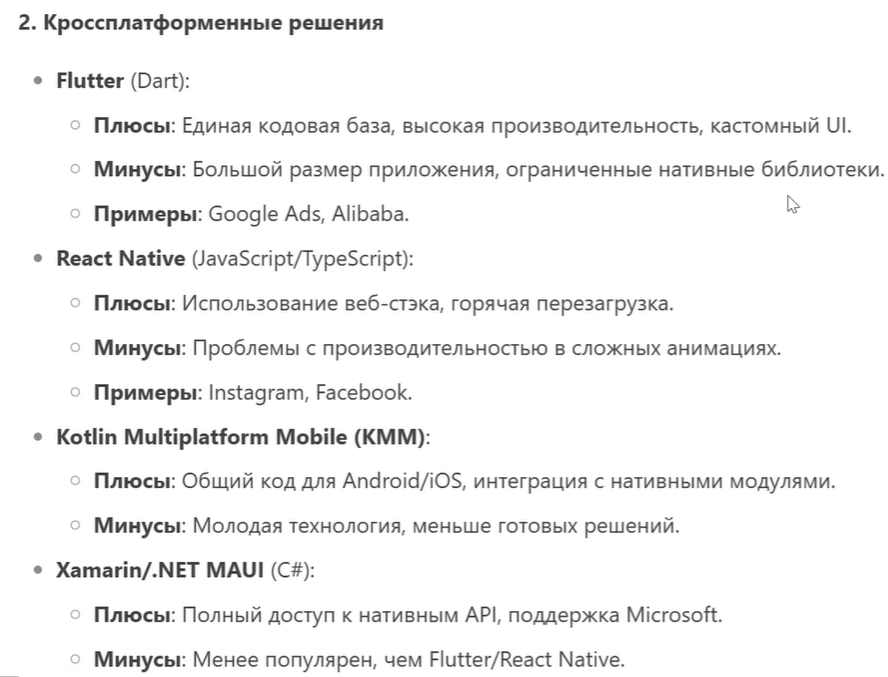 2. Кроссплатформенные решения
Flutter (Dart):
Плюсы: Единая кодовая база, высокая производительность, кастомный UI.
Минусы: Большой размер приложения, ограниченные нативные библиотеки.
Примеры: Google Ads, Alibaba.
React Native (JavaScript/TypeScript):
Плюсы: Использование веб-стэка, горячая перезагрузка.
Минусы: Проблемы с производительностью в сложных анимациях.
Примеры: Instagram, Facebook.
Kotlin Multiplatform Mobile (KMM):
Плюсы: Общий код для Android/iOS, интеграция с нативными модулями.
Минусы: Молодая технология, меньше готовых решений.
Xamarin/.NET MAUI (C#):
Плюсы: Полный доступ к нативным API, поддержка Microsoft.
Минусы: Менее популярен, чем Flutter/React Native.